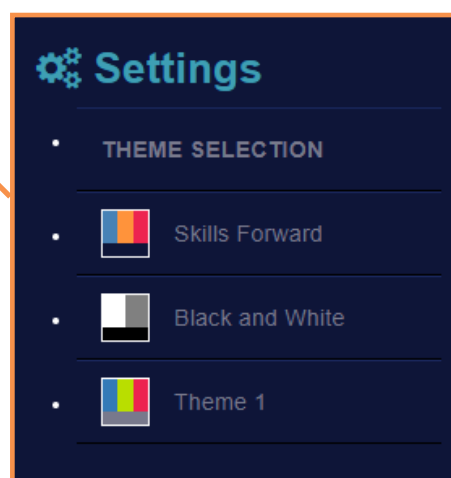 Settings
THEME SELECTION
Skills Forward
Black and White
Theme 1